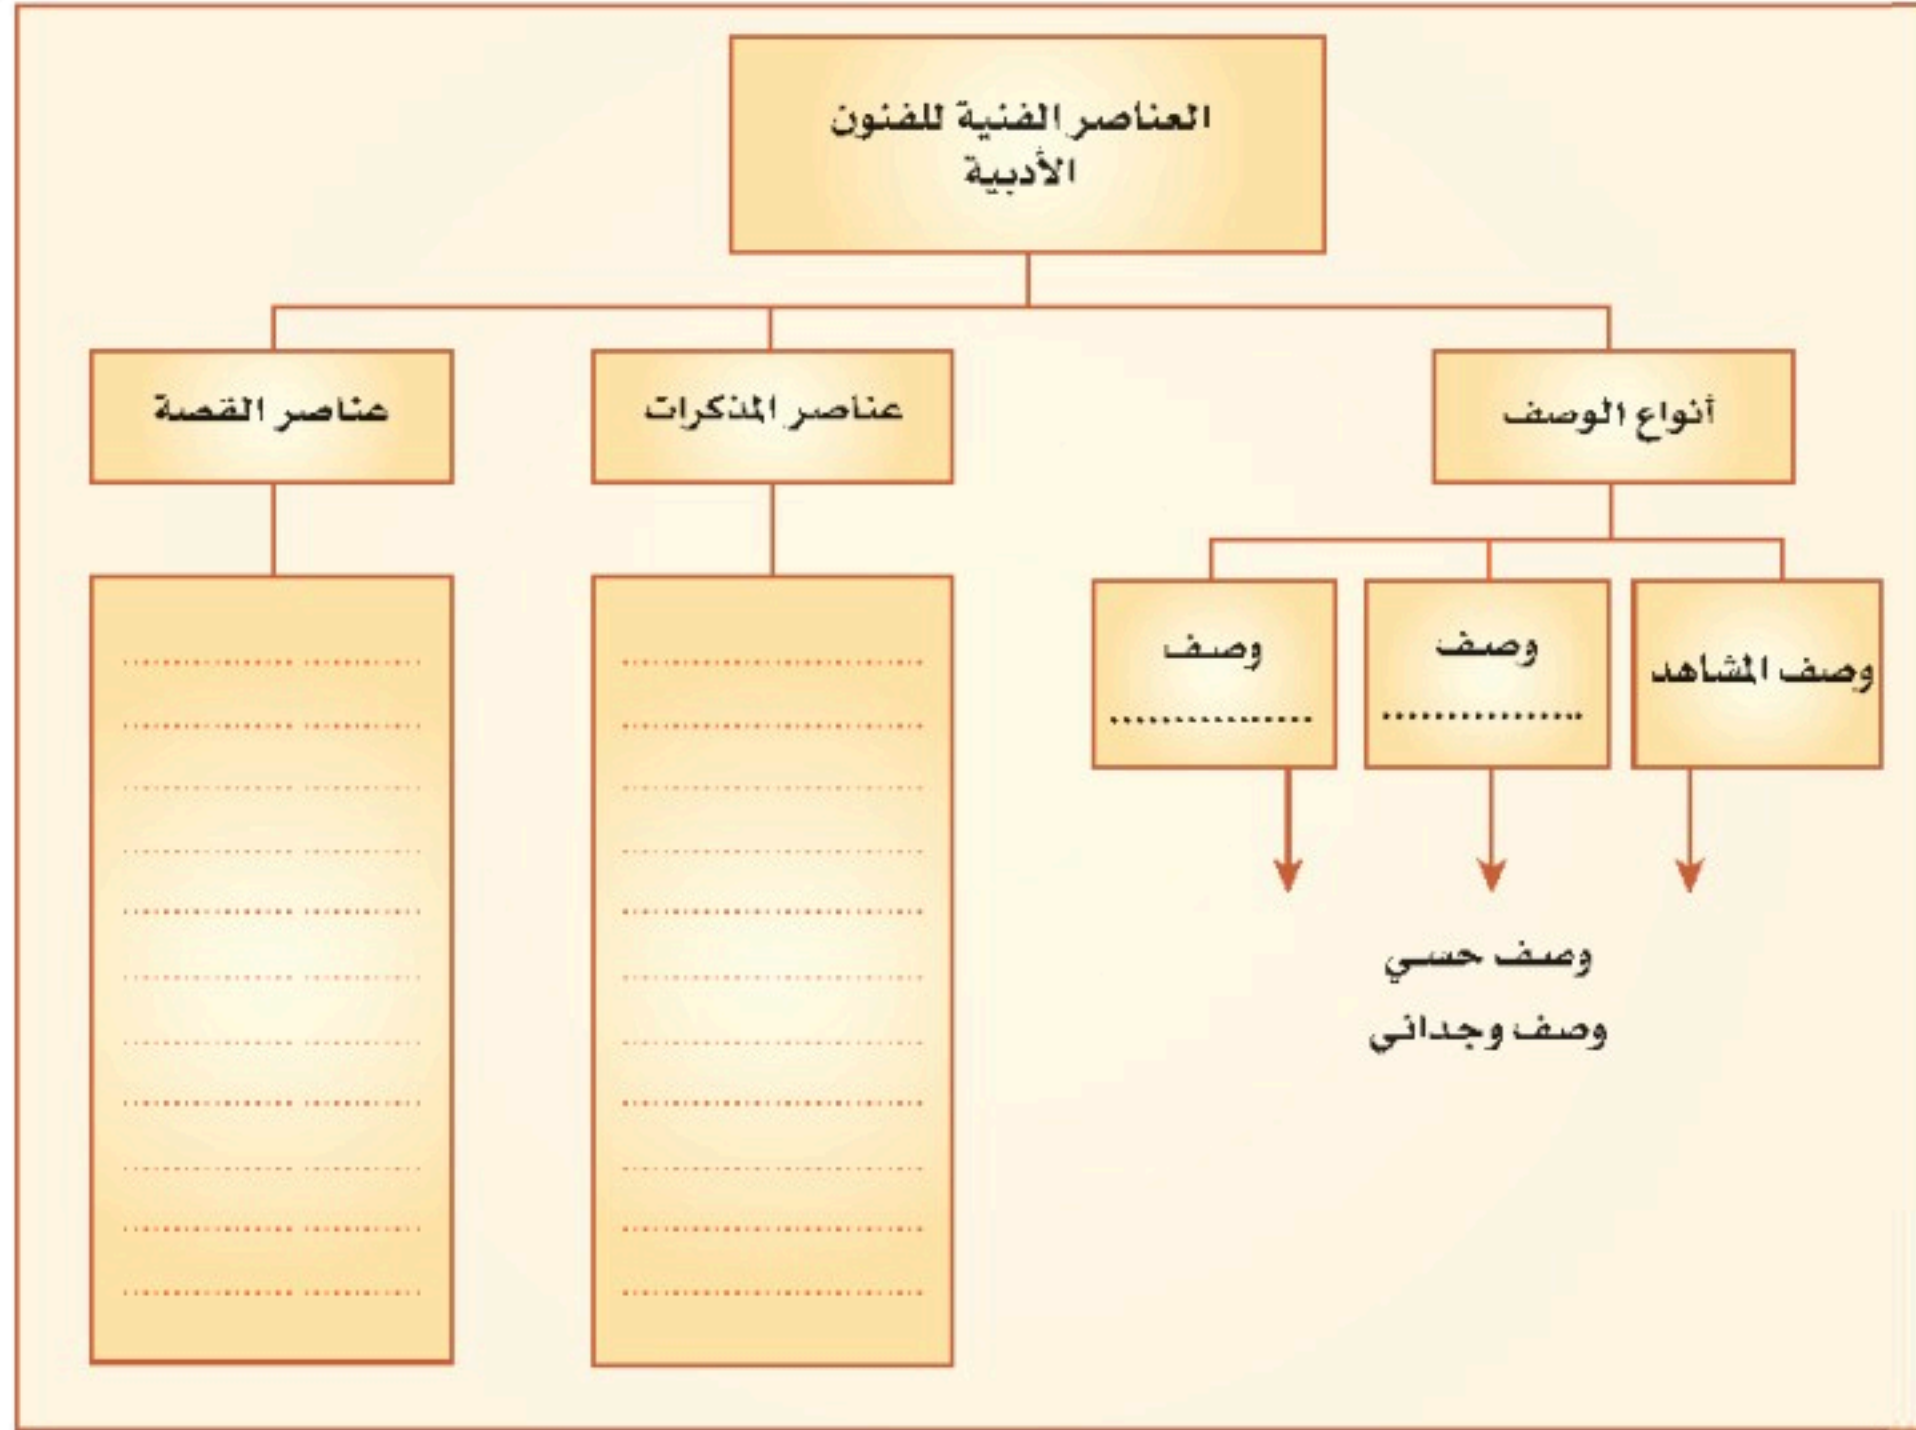 العناصر الفنية للفنون
الأدبية
أنواع الوصف
عناصر المذكرات
عناصر القصة
وصف المشاهد
وصف
................
وصف
................
وصف حسي
وصف وجداني